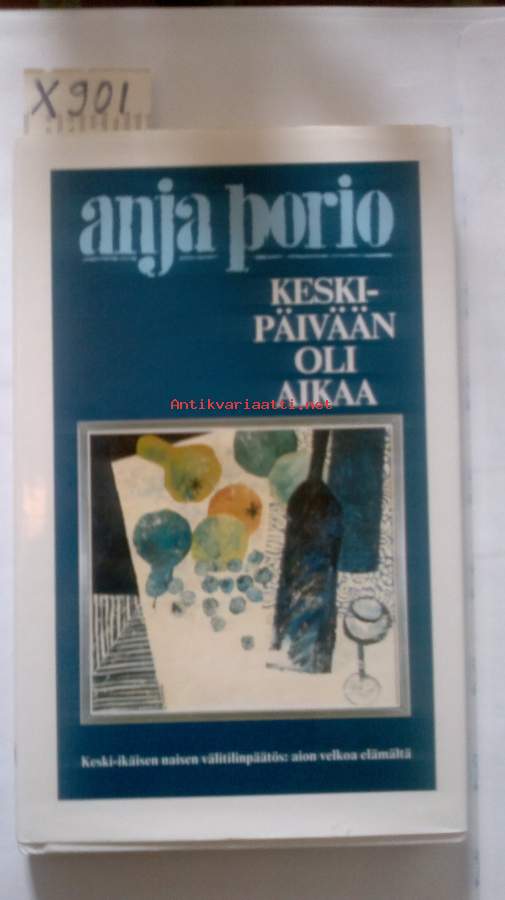 X901
anja porio
KESKI-
PÄIVÄÄN
OLI
AIKAA
Antikvariaatti.net
Keski-ikäisen naisen välitilinpäätös: aion velkoa elämältä